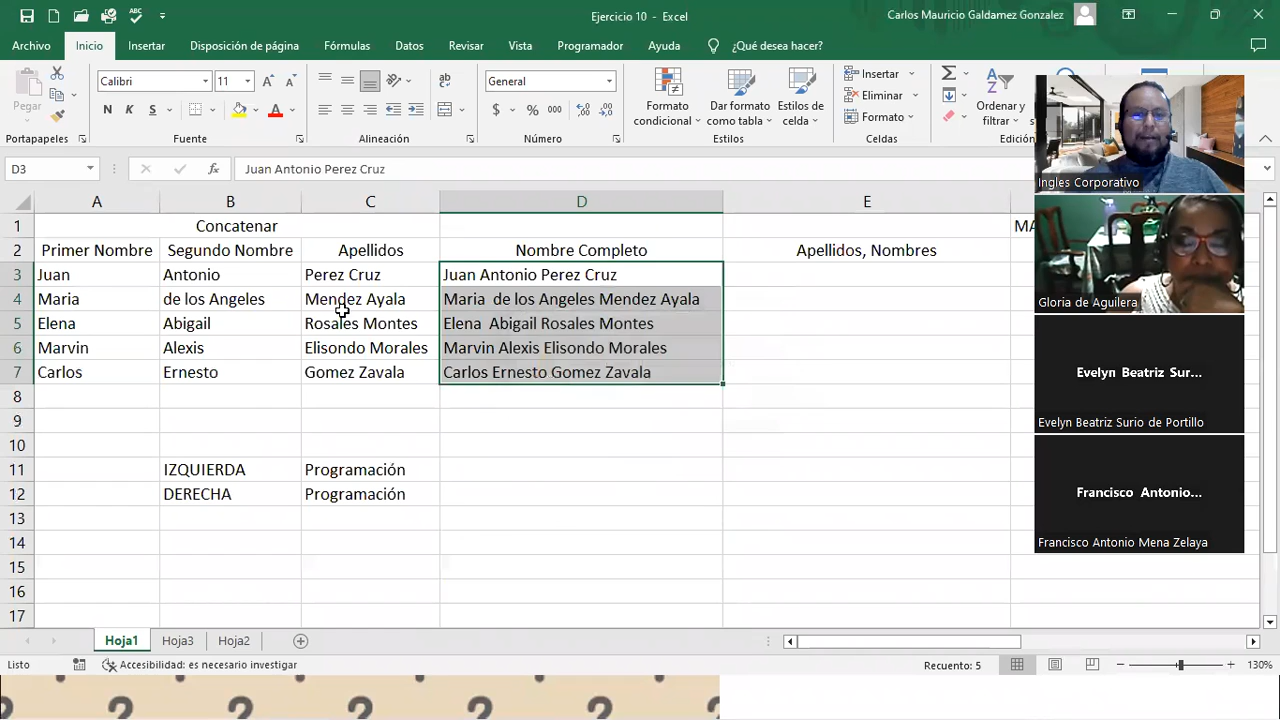 Ejercicio 10 - Excel
Carlos Mauricio Galdamez Gonzalez
Archivo Inicio Insertar Disposición de página Fórmulas Datos Revisar Vista Programador Ayuda ¿Qué desea hacer?
Pegar
Calibri 11
N K S
ab
General
$ % 000
Formato condicional
Dar formato como tabla
Estilos de celda
Insertar
Eliminar
Formato
Ordenar y filtrar
Portapapeles Fuente Alineación Número Estilos Celdas Edición
D3 fx Juan Antonio Perez Cruz
A B C D E
1 Concatenar
2 Primer Nombre Segundo Nombre Apellidos Nombre Completo Apellidos, Nombres
3 Juan Antonio Perez Cruz Juan Antonio Perez Cruz
4 Maria de los Angeles Mendez Ayala Maria  de los Angeles Mendez Ayala
5 Elena Abigail Rosales Montes Elena  Abigail Rosales Montes
6 Marvin Alexis Elisondo Morales Marvin Alexis Elisondo Morales
7 Carlos Ernesto Gomez Zavala Carlos Ernesto Gomez Zavala
8
9
10
11 IZQUIERDA Programación
12 DERECHA Programación
13
14
15
16
17
Hoja1 Hoja3 Hoja2
Listo Accesibilidad: es necesario investigar Recuento: 5 130%
Ingles Corporativo
Gloria de Aguilera
Evelyn Beatriz Sur...
Evelyn Beatriz Surio de Portillo
Francisco Antonio...
Francisco Antonio Mena Zelaya
? ? ? ? ? ?